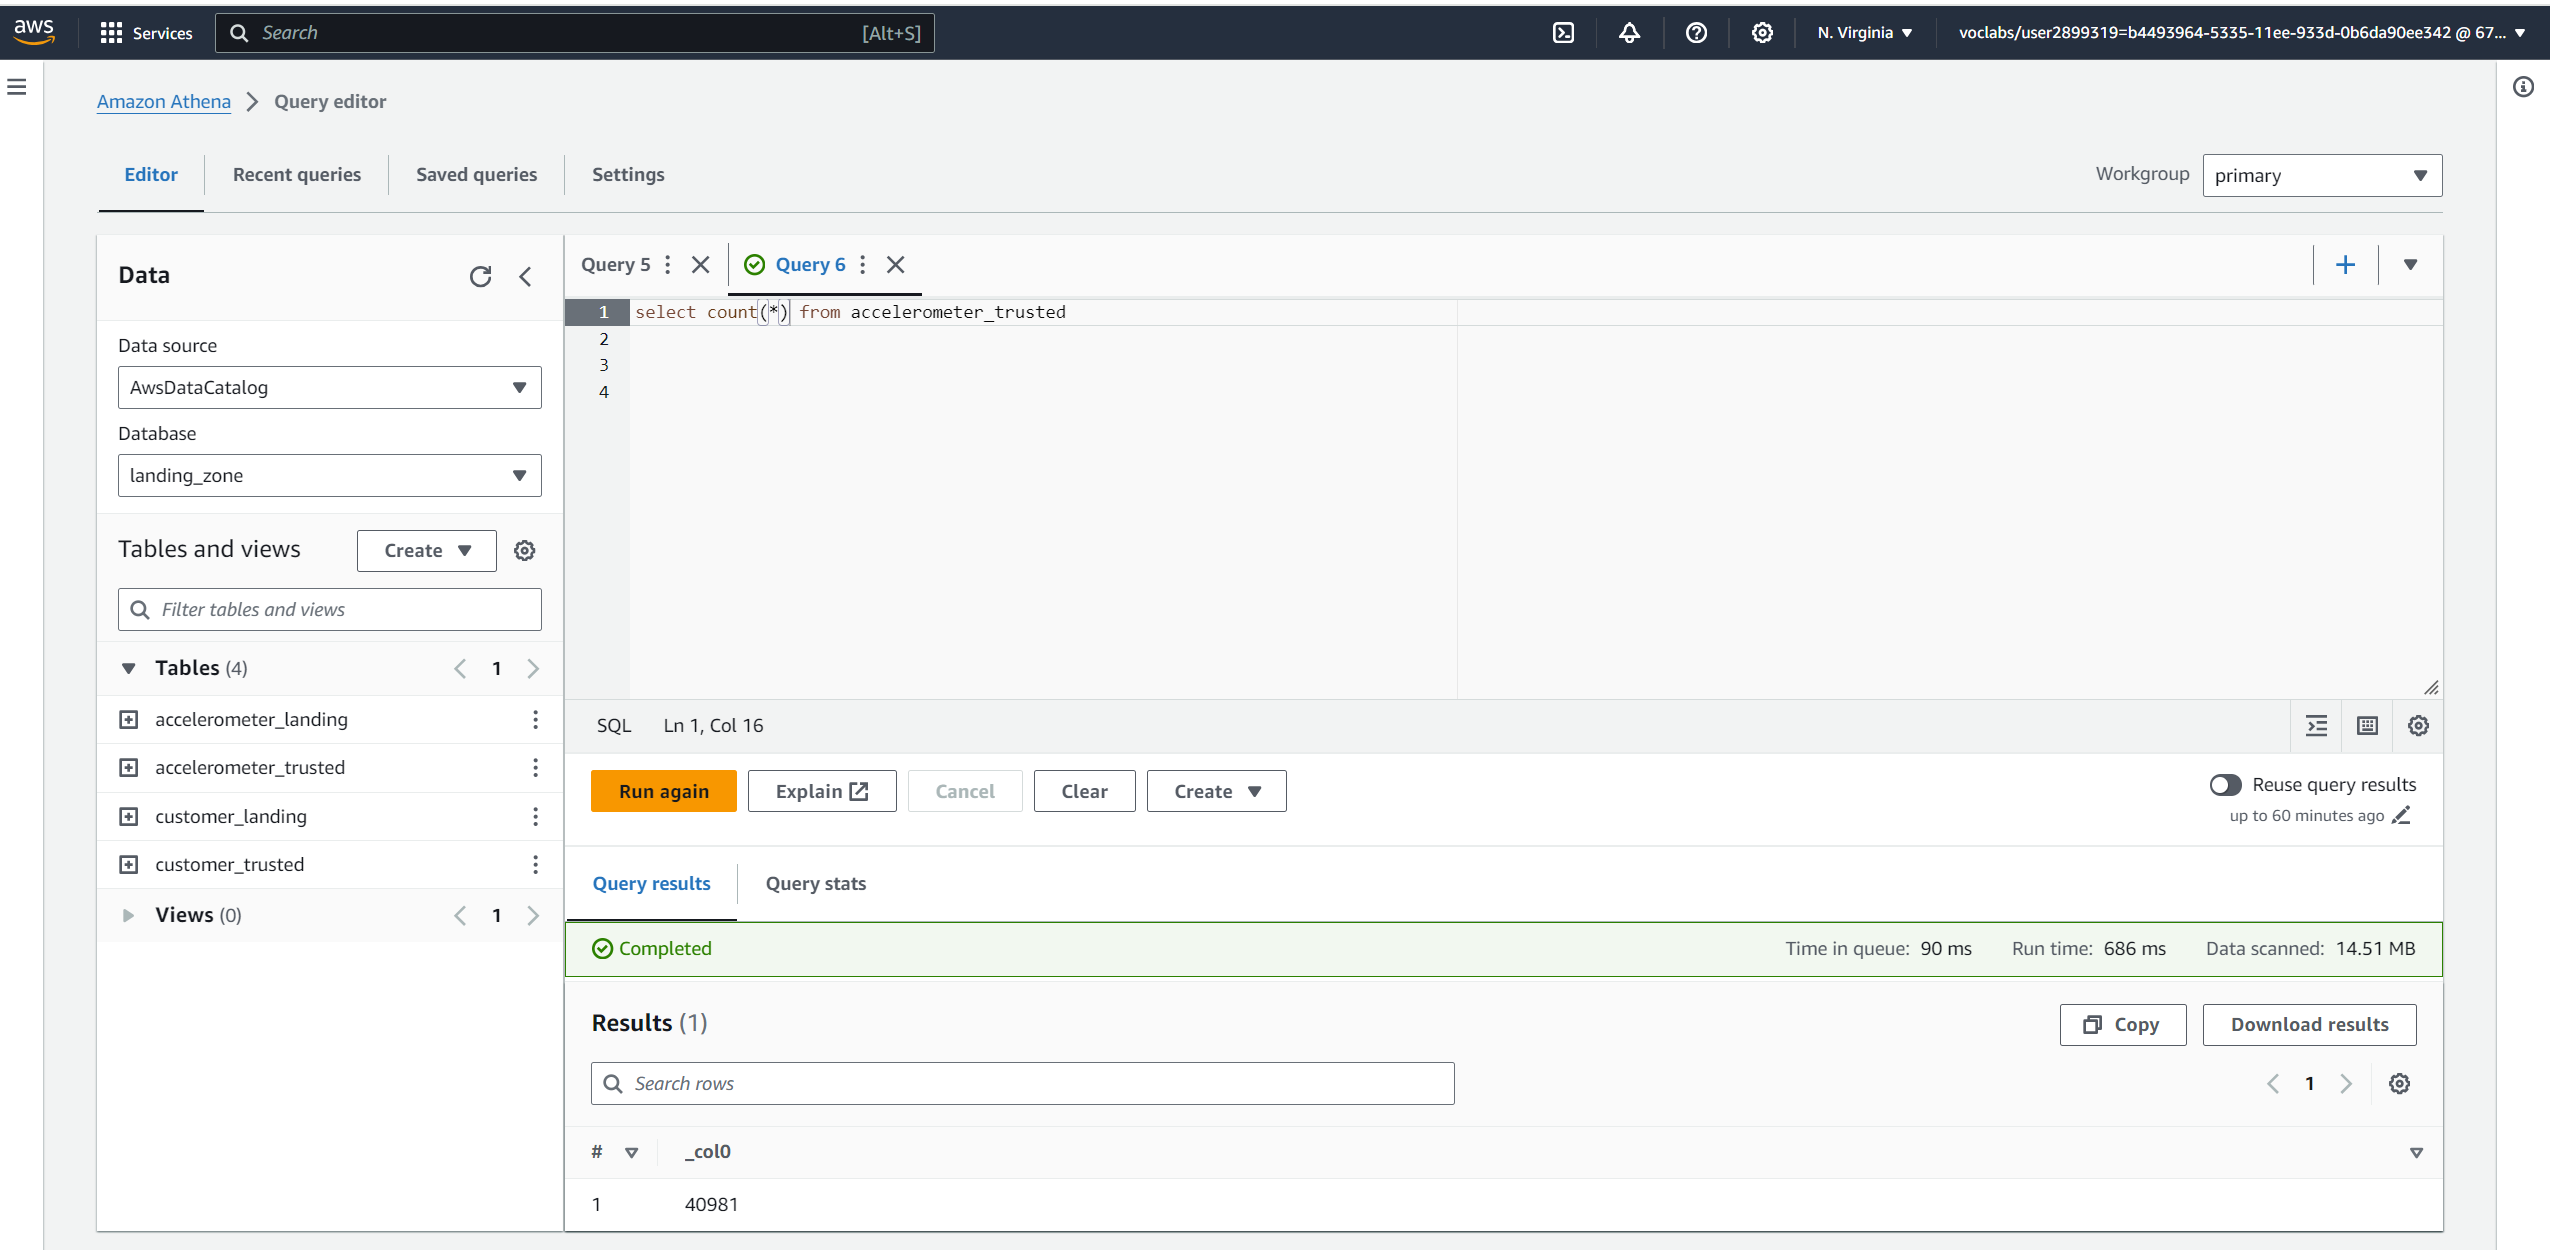 aws
Services
Search [Alt+S]
N. Virginia
voclabs/user2899319=b4493964-5335-11ee-933d-0b6da90ee342 @ 67...
Amazon Athena > Query editor
Editor
Recent queries
Saved queries
Settings
Workgroup
primary
Data
Data source
AwsDataCatalog
Database
landing_zone
Tables and views
Create
Filter tables and views
Tables (4)
1
accelerometer_landing
accelerometer_trusted
customer_landing
customer_trusted
Views (0)
1
Query 5
Query 6
1 select count(*) from accelerometer_trusted
2
3
4
SQL Ln 1, Col 16
Run again
Explain
Cancel
Clear
Create
Reuse query results
up to 60 minutes ago
Query results
Query stats
Completed
Time in queue: 90 ms
Run time: 686 ms
Data scanned: 14.51 MB
Results (1)
Copy
Download results
Search rows
1
# _col0
1 40981